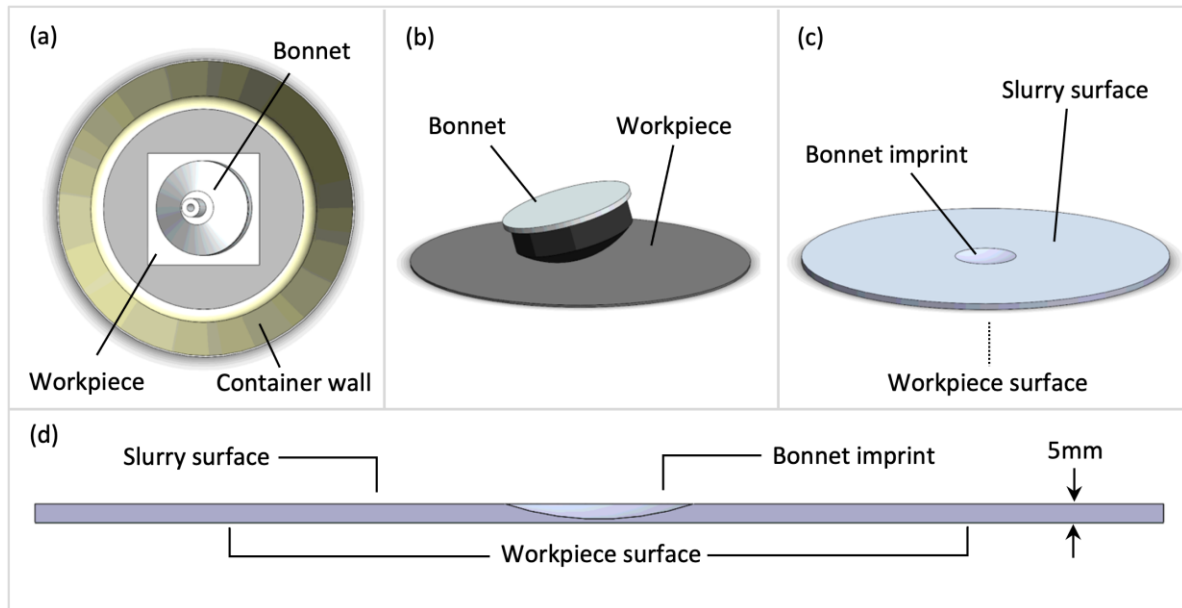 (a)
Bonnet
Workpiece
Container wall
(b)
Bonnet
Workpiece
(c)
Slurry surface
Bonnet imprint
Workpiece surface
(d)
Slurry surface
Bonnet imprint
5mm
Workpiece surface